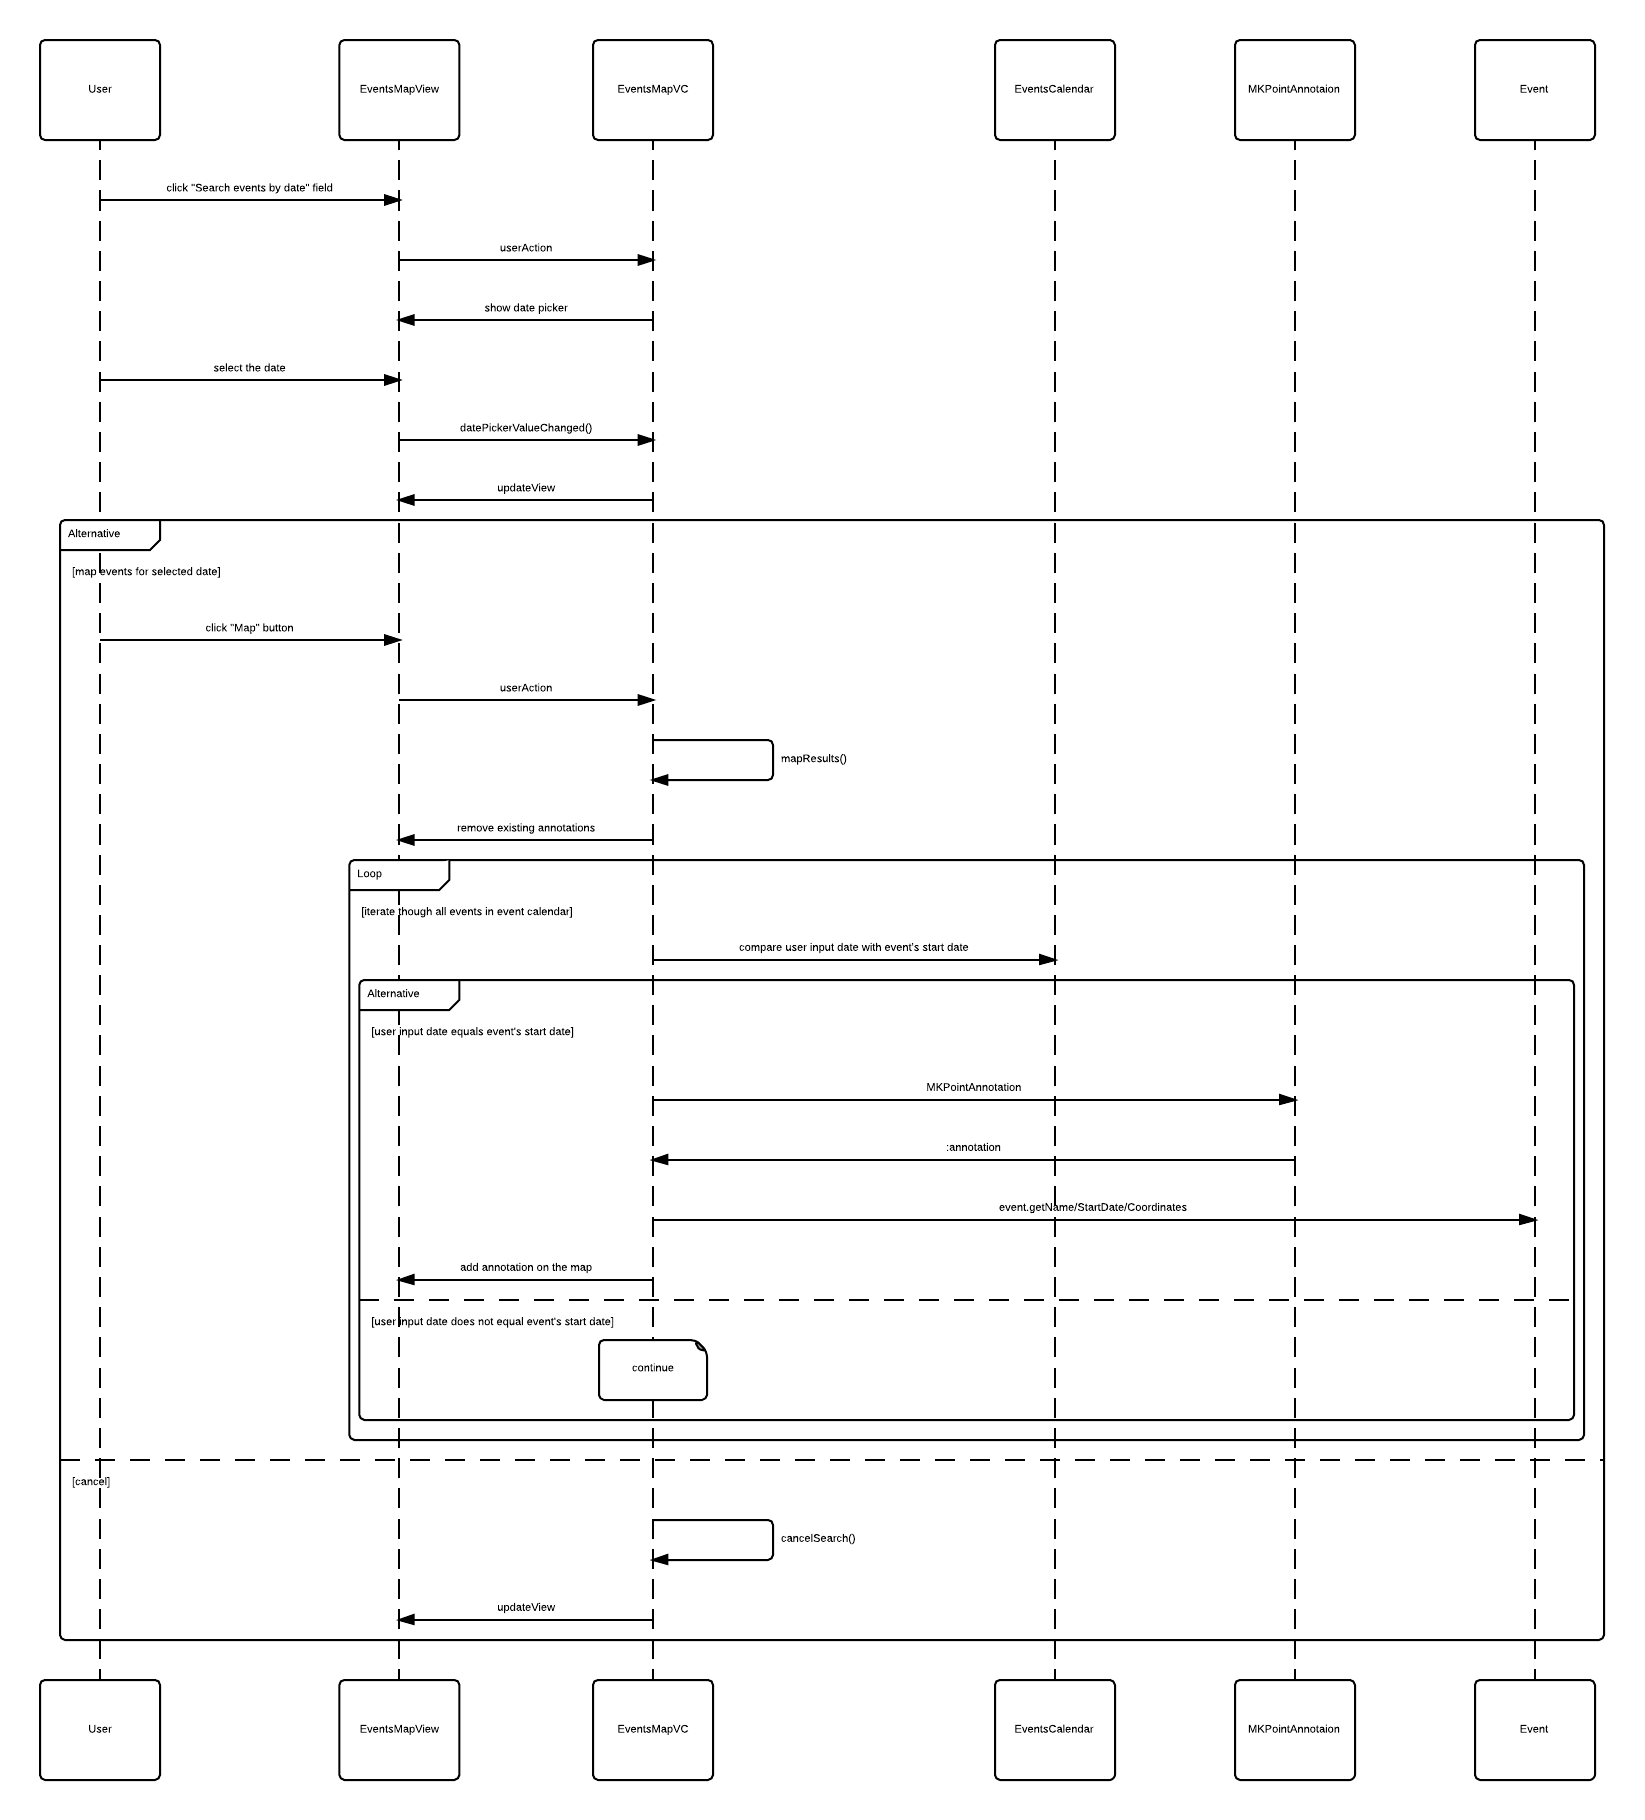 User
EventsMapView
EventsMapVC
EventsCalendar
MKPointAnnotaion
Event
click "Search events by date" field
userAction
show date picker
select the date
datePickerValueChanged()
updateView
Alternative
[map events for selected date]
click "Map" button
userAction
mapResults()
remove existing annotations
Loop
[iterate though all events in event calendar]
compare user input date with event's start date
Alternative
[user input date equals event's start date]
MKPointAnnotation
:annotation
event.getName/StartDate/Coordinates
add annotation on the map
[user input date does not equal event's start date]
continue
[cancel]
cancelSearch()
updateView
User
EventsMapView
EventsMapVC
EventsCalendar
MKPointAnnotaion
Event